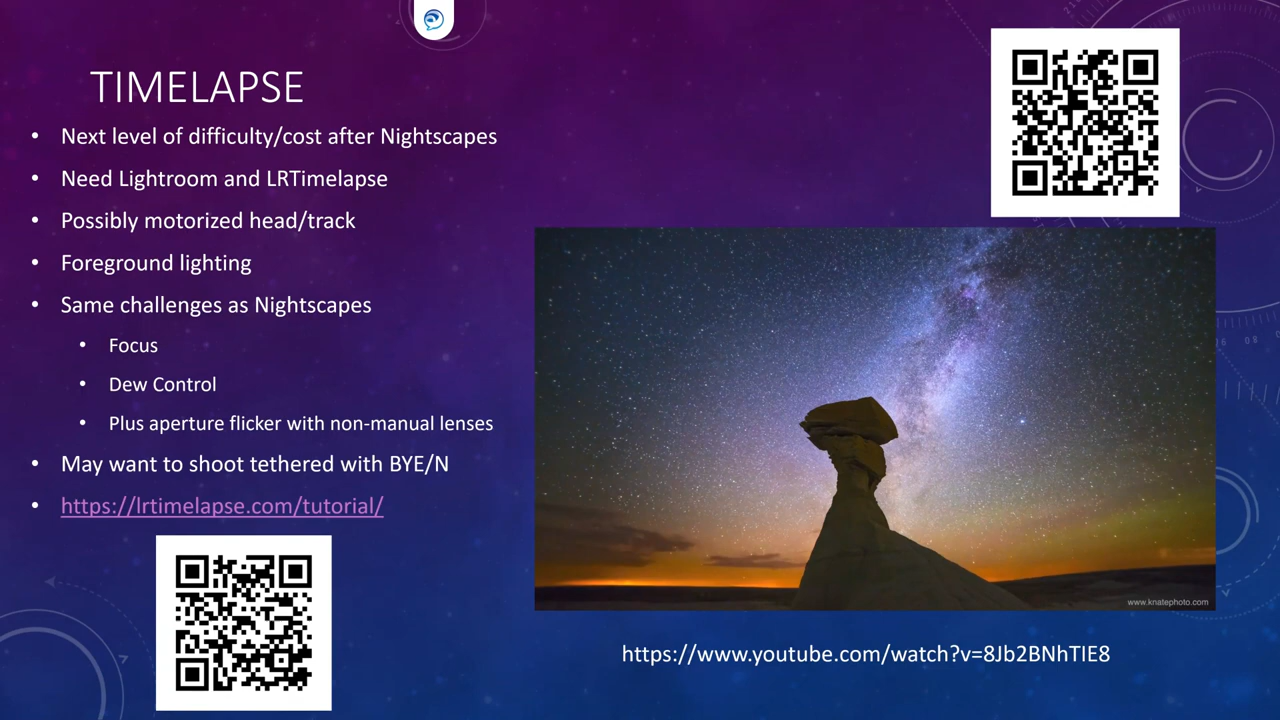 TIMELAPSE
• Next level of difficulty/cost after Nightscapes
• Need Lightroom and LRTimelapse
• Possibly motorized head/track
• Foreground lighting
• Same challenges as Nightscapes
• Focus
• Dew Control
• Plus aperture flicker with non-manual lenses
• May want to shoot tethered with BYE/N
• https://lrtimelapse.com/tutorial/
www.knatephoto.com
https://www.youtube.com/watch?v=8Jb2BNhTIE8